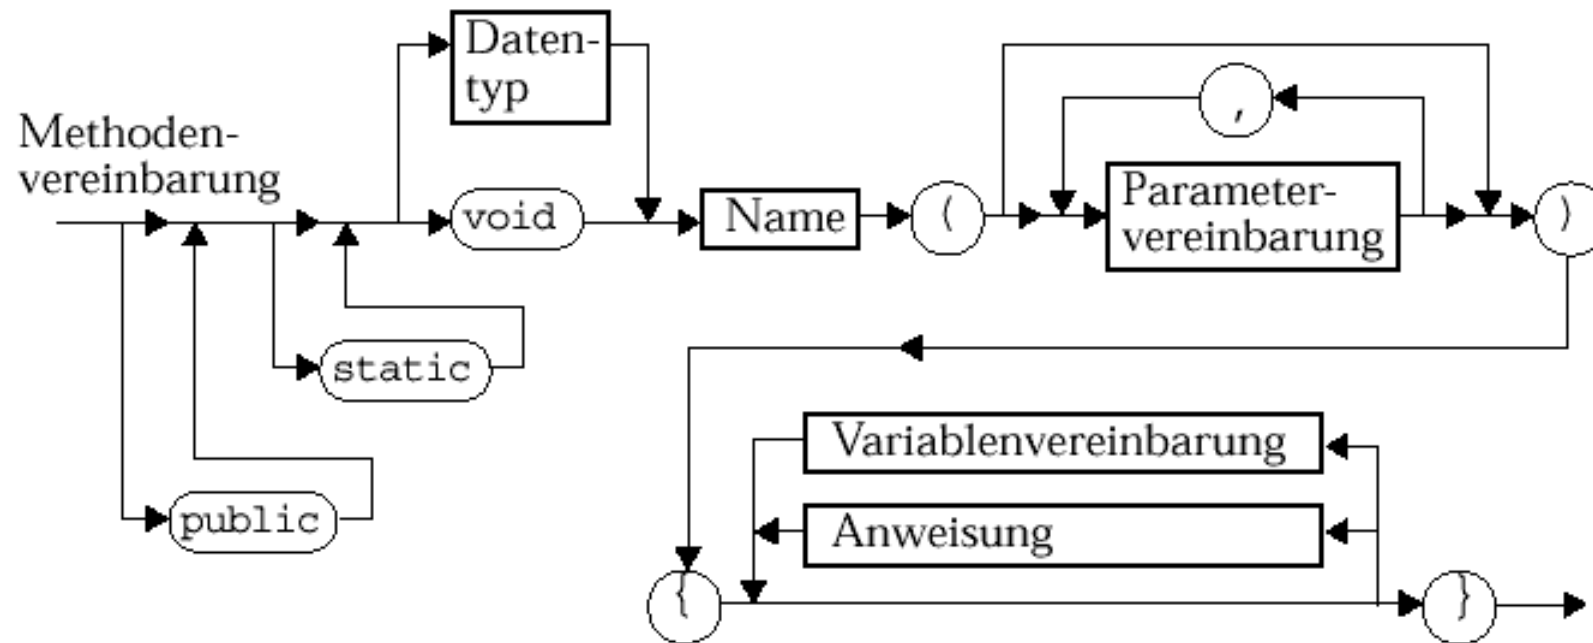 Daten-
typ
,
Methoden-
vereinbarung
void
Name
(
Parameter-
vereinbarung
)
static
public
Variablenvereinbarung
Anweisung
{
}